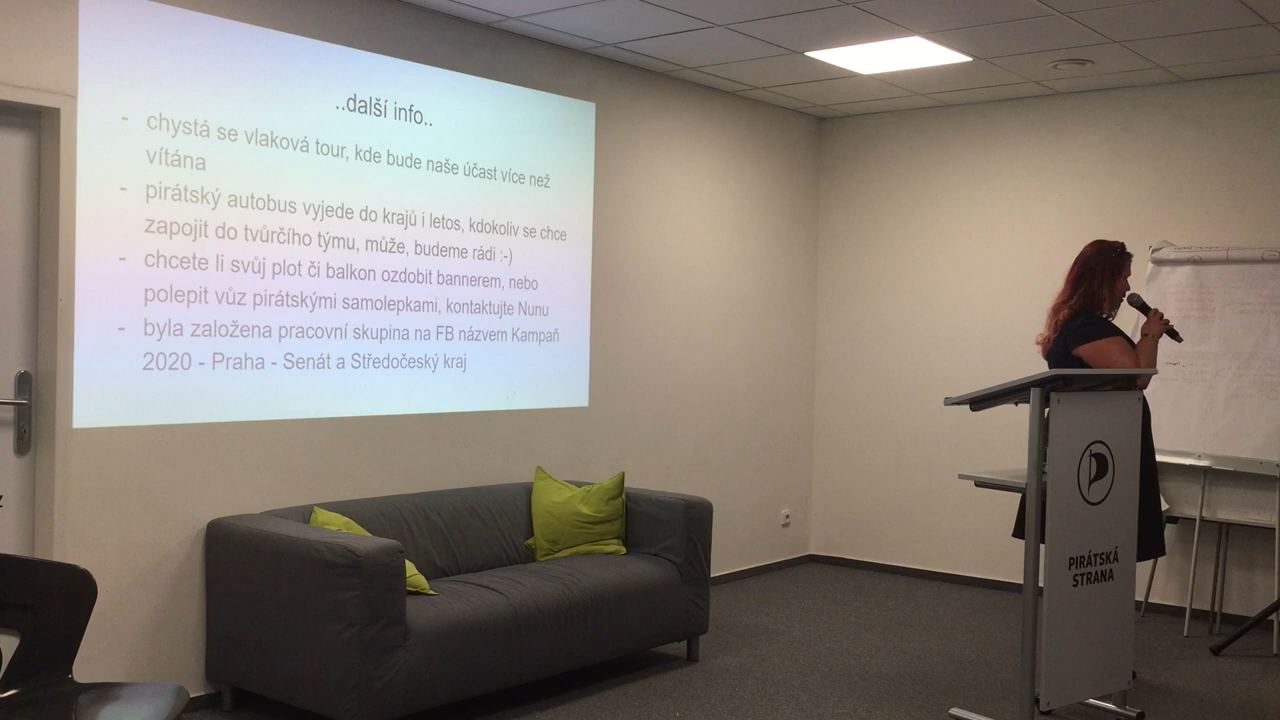 ..další info..
- chystá se vlaková tour, kde bude naše účast více než
vítána
- pirátský autobus vyjede do krajů i letos, kdokoliv se chce
zapojit do tvůrčího týmu, může, budeme rádi :-)
- chcete li svůj plot či balkon ozdobit bannerem, nebo
polepit vůz pirátskými samolepkami, kontaktujte Nunu
- byla založena pracovní skupina na FB názvem Kampaň
2020 - Praha - Senát a Středočeský kraj
PIRÁTSKÁ
STRANA